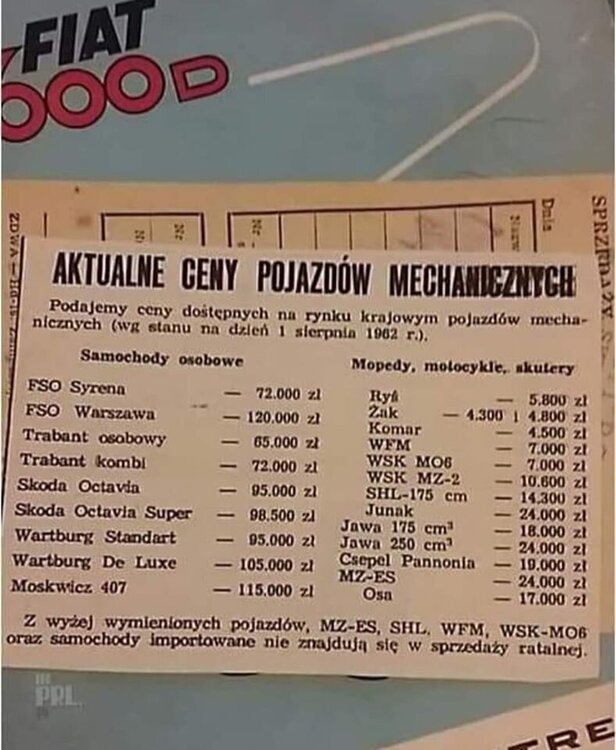 FIAT
000D
SPRZEDAŻY
Dnia
Nr
Nr
ZDWA
AKTUALNE CENY POJAZDÓW MECHANICZNYCH
Podajemy ceny dostępnych na rynku krajowym pojazdów mecha-
nicznych (wg stanu na dzień 1 sierpnia 1962 r.).
Samochody osobowe
FSO Syrena — 72.000 zł
FSO Warszawa — 120.000 zł
Trabant osobowy — 65.000 zł
Trabant kombi — 72.000 zł
Skoda Octavia — 95.000 zł
Skoda Octavia Super — 98.500 zł
Wartburg Standart — 95.000 zł
Wartburg De Luxe — 105.000 zł
Moskwicz 407 — 115.000 zł
Mopedy, motocykle, skutery
Ryś — 5.800 zł
Żak — 4.300 i 4.800 zł
Komar — 4.500 zł
WFM — 7.000 zł
WSK MO6 — 7.000 zł
WSK MZ-2 — 10.600 zł
SHL-175 cm — 14.300 zł
Junak — 24.000 zł
Jawa 175 cm³ — 18.000 zł
Jawa 250 cm³ — 24.000 zł
Csepel Pannonia — 19.000 zł
MZ-ES — 24.000 zł
Osa — 17.000 zł
Z wyżej wymienionych pojazdów, MZ-ES, SHL, WFM, WSK-MO6
oraz samochody importowane nie znajdują się w sprzedaży ratalnej.
PRL
TRE